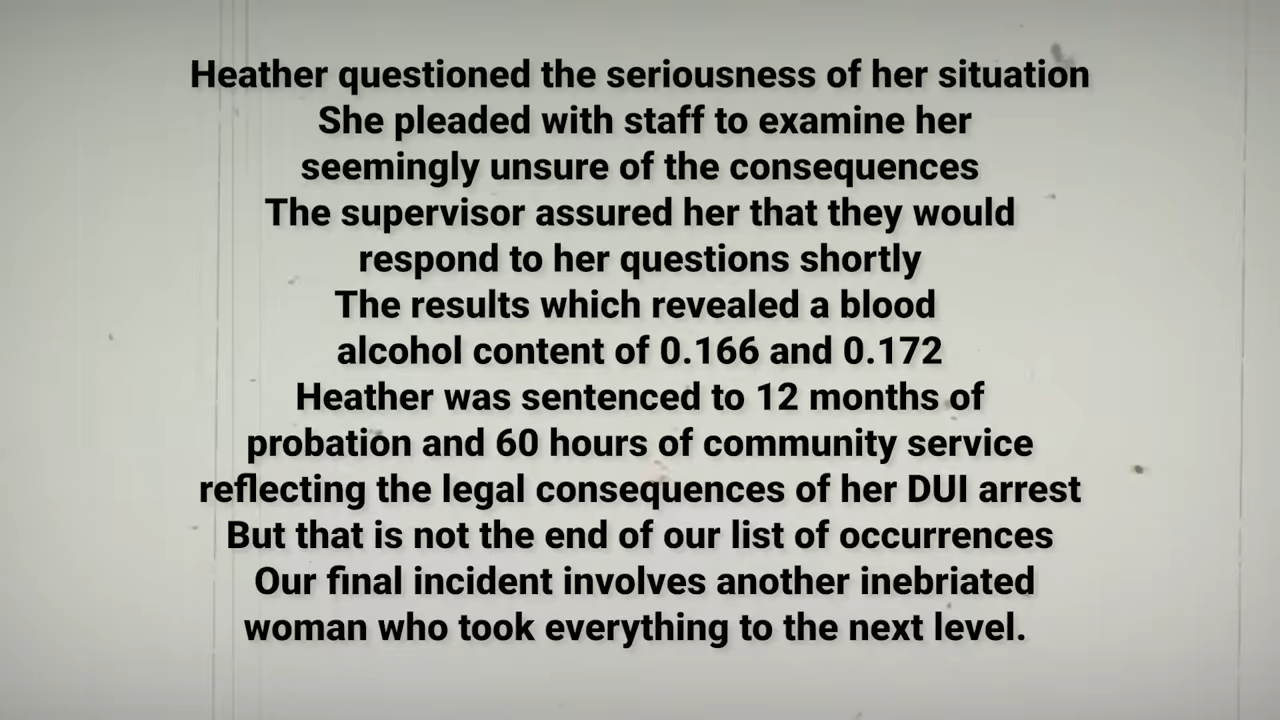 Heather questioned the seriousness of her situation
She pleaded with staff to examine her
seemingly unsure of the consequences
The supervisor assured her that they would
respond to her questions shortly
The results which revealed a blood
alcohol content of 0.166 and 0.172
Heather was sentenced to 12 months of
probation and 60 hours of community service
reflecting the legal consequences of her DUI arrest
But that is not the end of our list of occurrences
Our final incident involves another inebriated
woman who took everything to the next level.